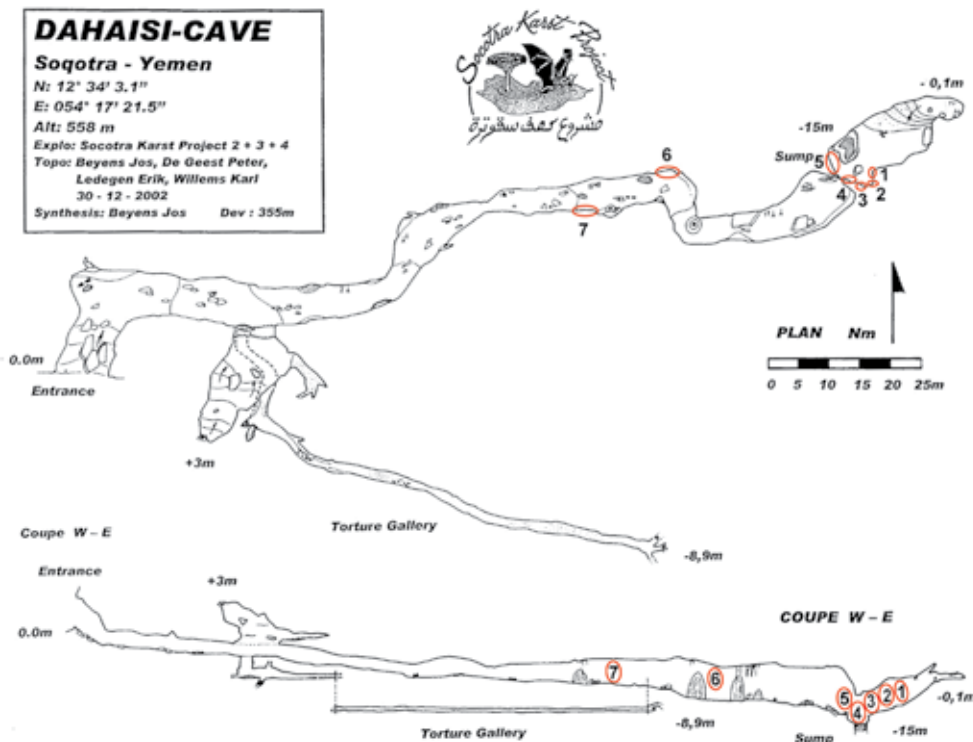 DAHAISI-CAVE
Soqotra - Yemen
N: 12° 34' 3.1"
E: 054° 17' 21.5"
Alt: 558 m
Explo: Socotra Karst Project 2 + 3 + 4
Topo: Beyens Jos, De Geest Peter,
Ledegen Erik, Willems Karl
30 - 12 - 2002
Synthesis: Beyens Jos Dev : 355m
Socotra Karst Project
مشروع كهف سقوترة
- 0,1m
-15m
Sump
5
1
4
3
2
6
7
0.0m
Entrance
+3m
Torture Gallery
-8,9m
PLAN Nm
0 5 10 15 20 25m
Coupe W - E
Entrance
+3m
0.0m
COUPE W - E
7
6
5
4
3
2
1
-0,1m
-8,9m
-15m
Sump
Torture Gallery